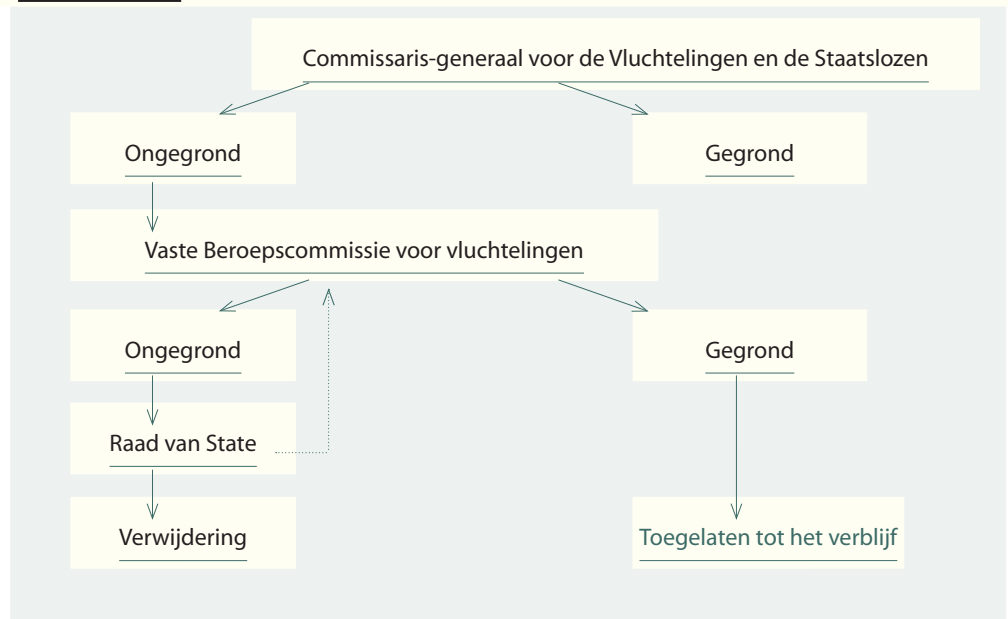 Commissaris-generaal voor de Vluchtelingen en de Staatslozen
Ongegrond
Gegrond
Vaste Beroepscommissie voor vluchtelingen
Ongegrond
Gegrond
Raad van State
Verwijdering
Toegelaten tot het verblijf